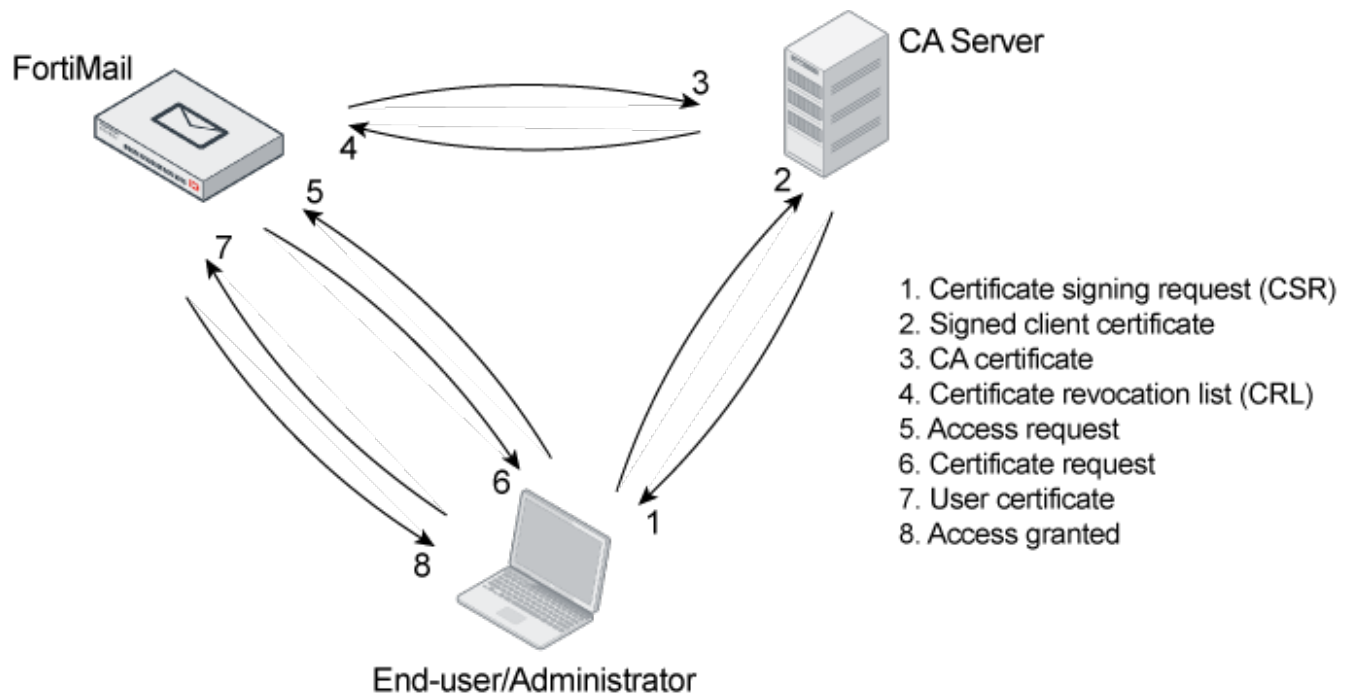 FortiMail
CA Server
3
4
2
5
7
1. Certificate signing request (CSR)
2. Signed client certificate
3. CA certificate
4. Certificate revocation list (CRL)
5. Access request
6. Certificate request
7. User certificate
8. Access granted
6
1
8
End-user/Administrator